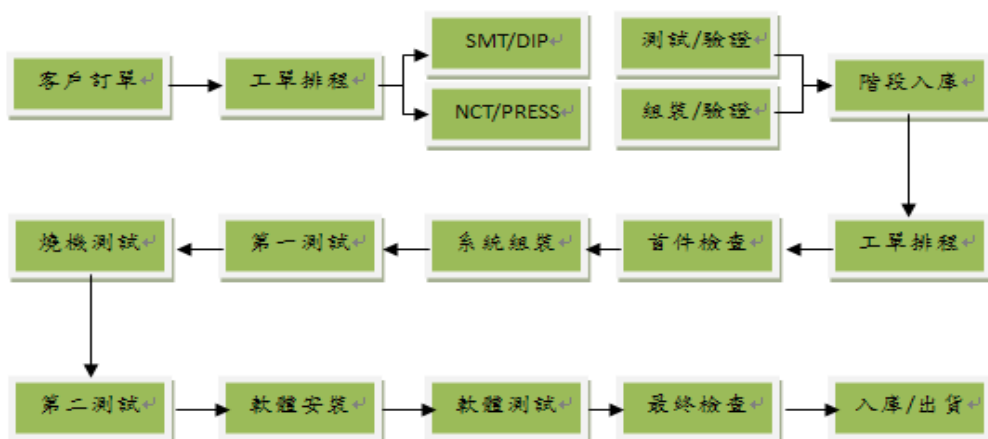 客戶訂單
工單排程
SMT/DIP
NCT/PRESS
測試/驗證
組裝/驗證
階段入庫
工單排程
首件檢查
系統組裝
第一測試
燒機測試
第二測試
軟體安裝
軟體測試
最終檢查
入庫/出貨